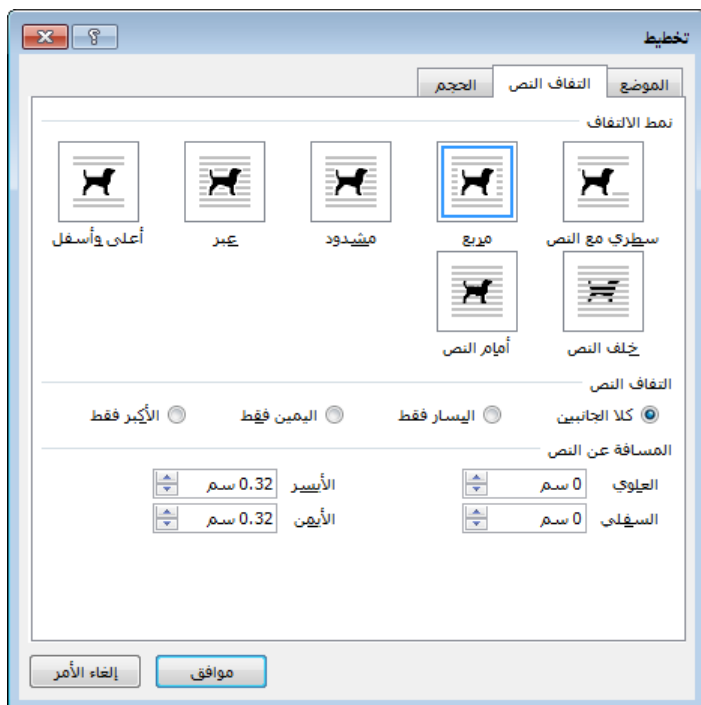 تخطيط
الموضع التفاف النص الحجم
نمط الالتفاف
سطري مع النص مربع مشدود عبر أعلى وأسفل
خلف النص أمام النص
التفاف النص
كلا الجانبين اليسار فقط اليمين فقط الأكبر فقط
المسافة عن النص
العلوي 0 سم الأيسر 0.32 سم
السفلي 0 سم الأيمن 0.32 سم
موافق إلغاء الأمر